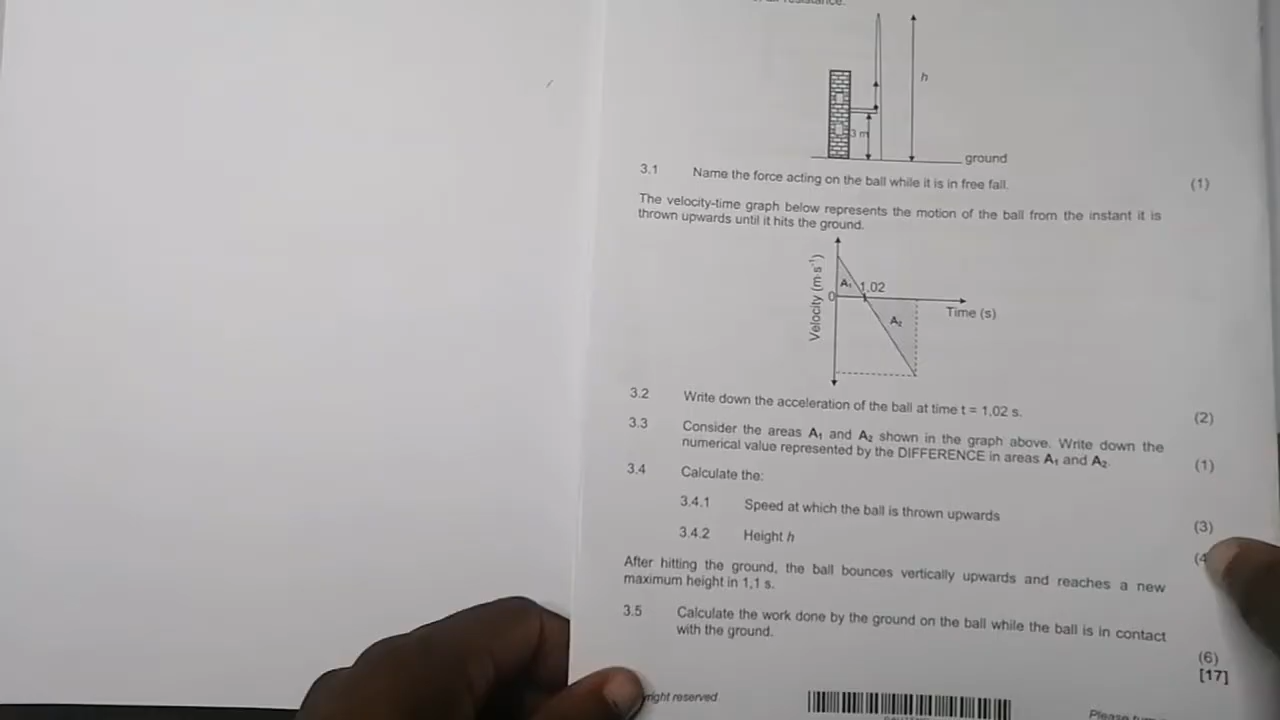 resistance.
h
3 m
ground
3.1 Name the force acting on the ball while it is in free fall. (1)
The velocity-time graph below represents the motion of the ball from the instant it is
thrown upwards until it hits the ground.
Velocity (m·s⁻¹)
A₁ 1,02
0
Time (s)
A₂
3.2 Write down the acceleration of the ball at time t = 1,02 s. (2)
3.3 Consider the areas A₁ and A₂ shown in the graph above. Write down the
numerical value represented by the DIFFERENCE in areas A₁ and A₂. (1)
3.4 Calculate the:
3.4.1 Speed at which the ball is thrown upwards (3)
3.4.2 Height h (4
After hitting the ground, the ball bounces vertically upwards and reaches a new
maximum height in 1,1 s.
3.5 Calculate the work done by the ground on the ball while the ball is in contact
with the ground. (6)
[17]
right reserved
Please turn